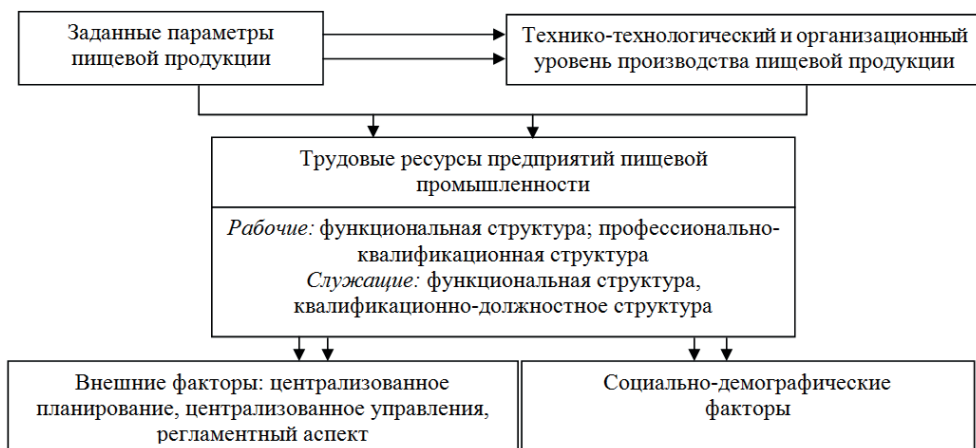 Заданные параметры
пищевой продукции
Технико-технологический и организационный
уровень производства пищевой продукции
Трудовые ресурсы предприятий пищевой
промышленности
Рабочие: функциональная структура; профессионально-
квалификационная структура
Служащие: функциональная структура,
квалификационно-должностное структура
Внешние факторы: централизованное
планирование, централизованное управления,
регламентный аспект
Социально-демографические
факторы